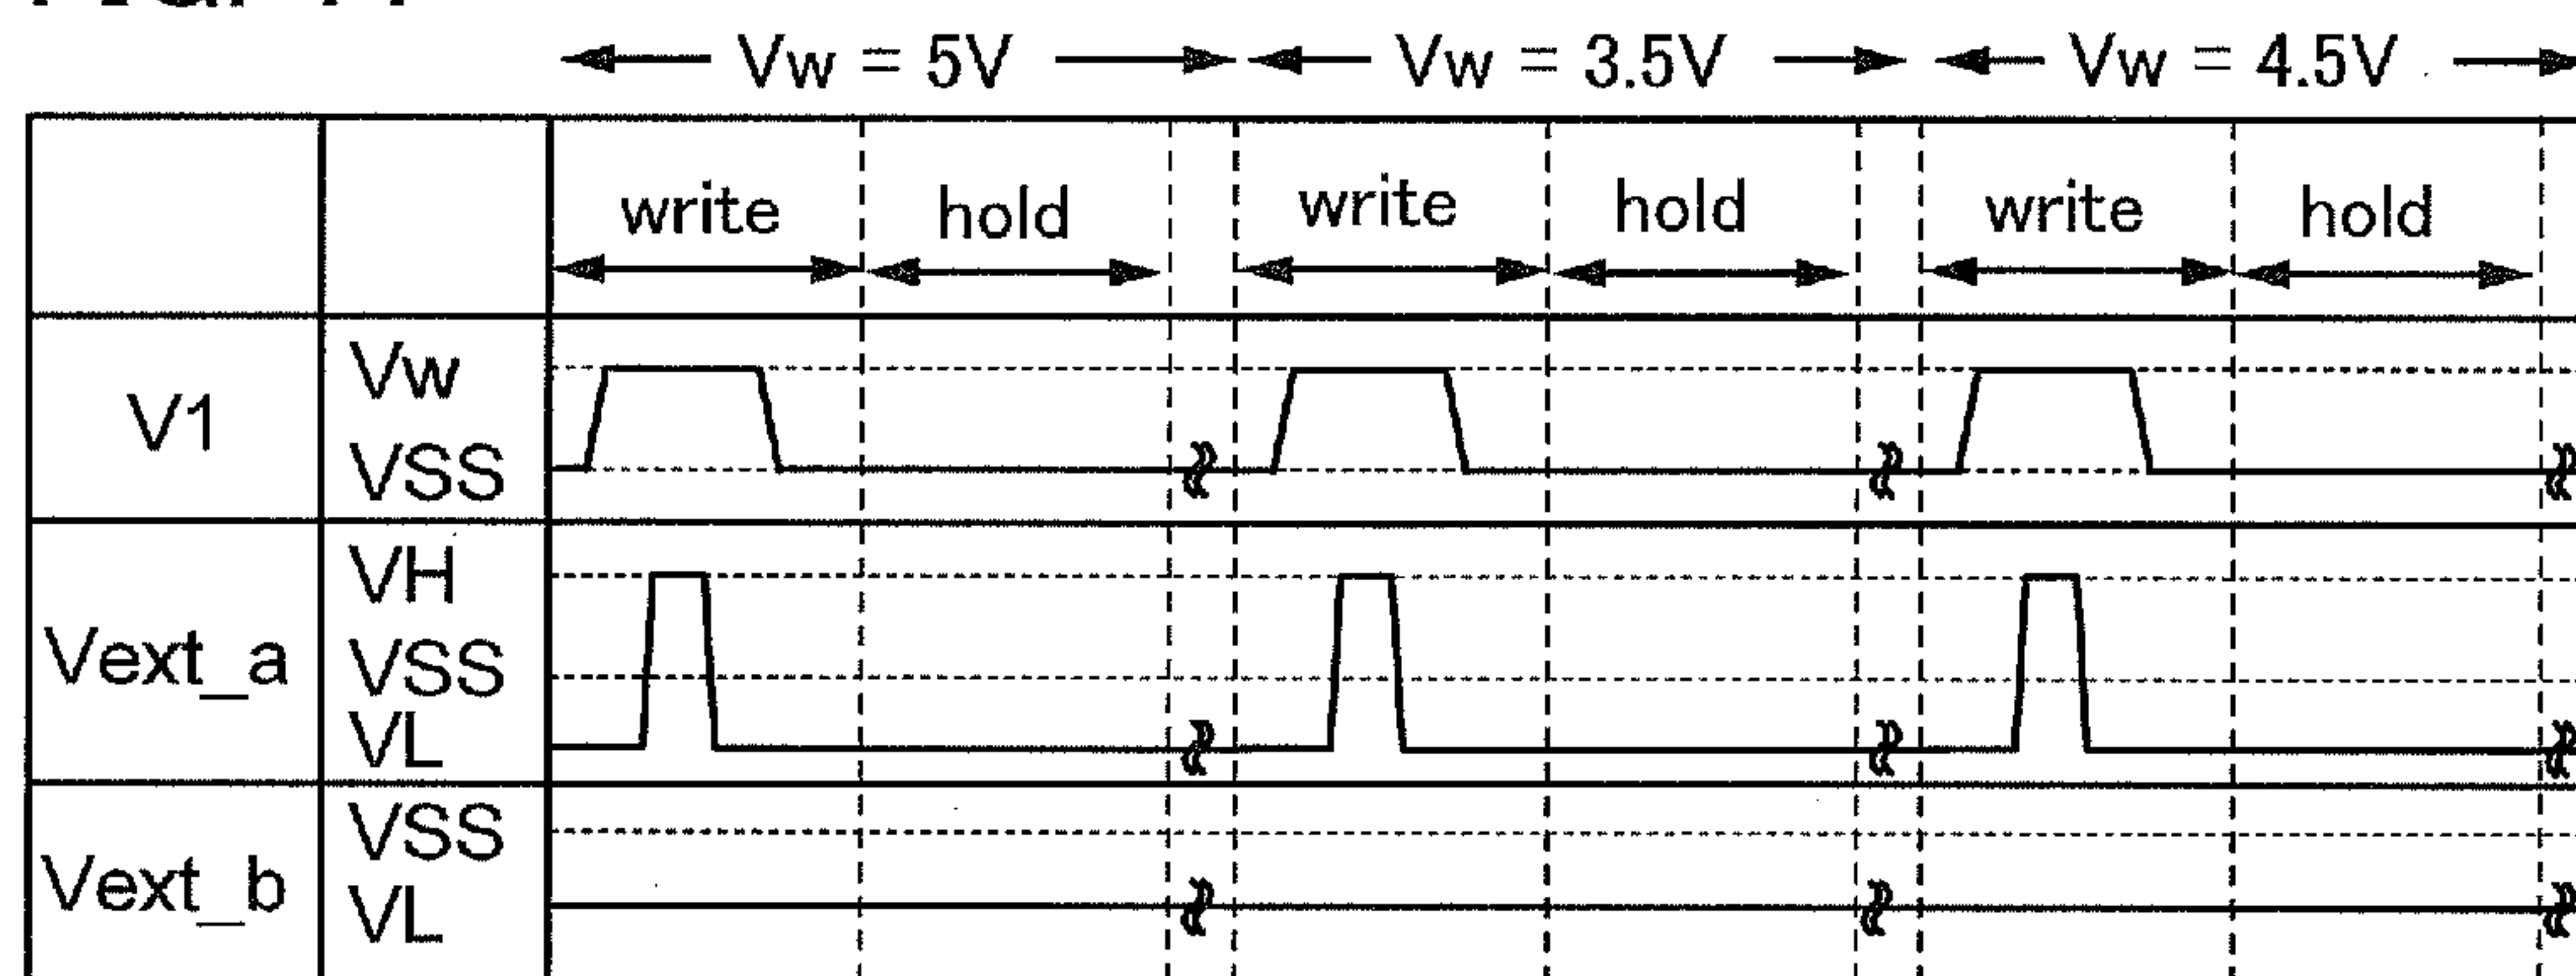 Vw = 5V Vw = 3.5V Vw = 4.5V
write hold write hold write hold
V1
Vw
VSS
Vext_a
VH
VSS
VL
Vext_b
VSS
VL